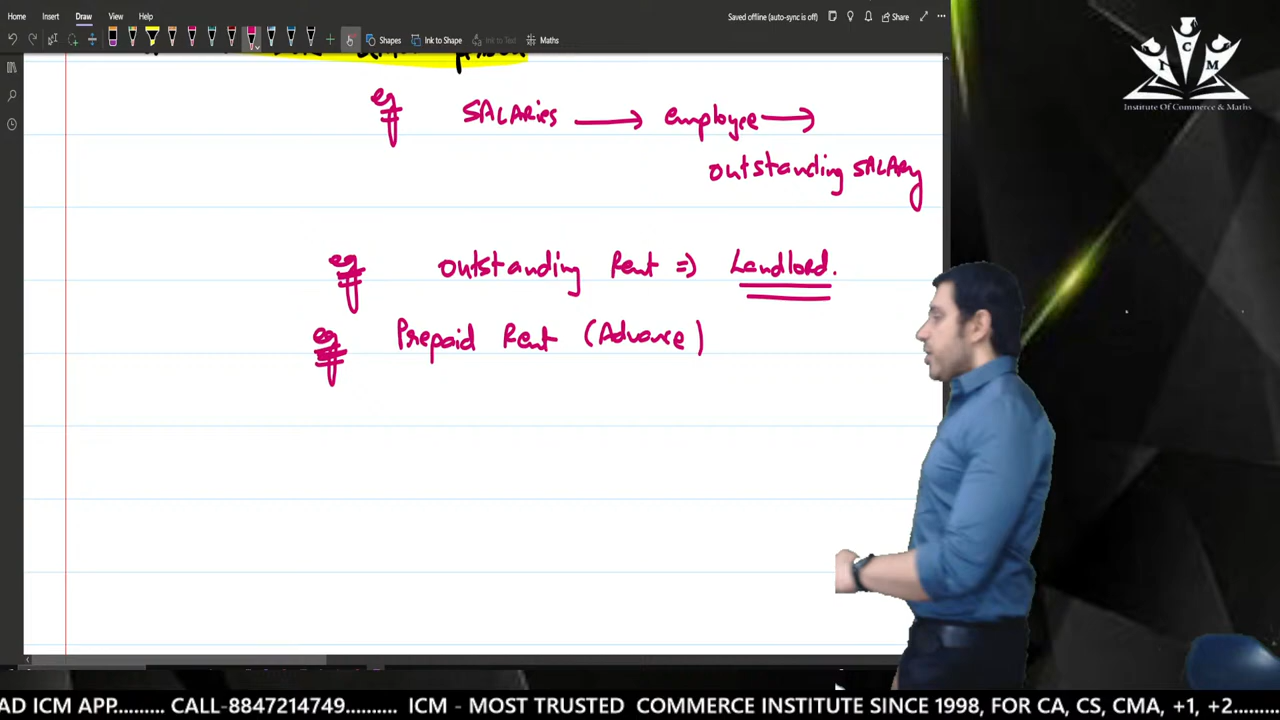 Home Insert Draw View Help
Saved offline (auto-sync is off) Share
Shapes Ink to Shape Ink to Text Maths
eg SALARies → employee →
outstanding SALARy
eg outstanding Rent => Landlord.
eg Prepaid Rent (Advance)
I C M
Institute Of Commerce & Maths
AD ICM APP.......... CALL-8847214749.......... ICM - MOST TRUSTED COMMERCE INSTITUTE SINCE 1998, FOR CA, CS, CMA, +1, +2.........